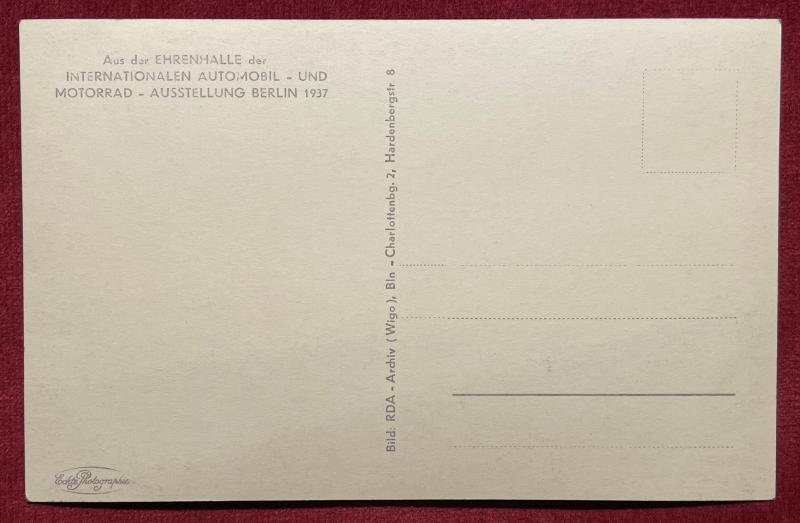 Aus der EHRENHALLE der
INTERNATIONALEN AUTOMOBIL - UND
MOTORRAD - AUSSTELLUNG BERLIN 1937
Bild: RDA - Archiv (Wigo), Bln - Charlottenbg. 2, Hardenbergstr. 8
Echte Photographie